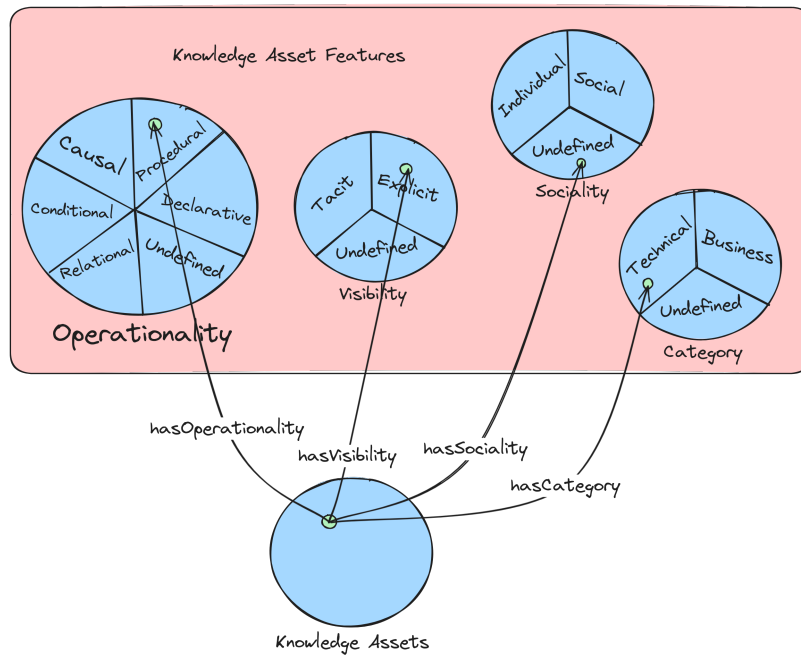 Knowledge Asset Features
Individual
Social
Undefined
Sociality
Causal
Procedural
Conditional
Declarative
Relational
Undefined
Operationality
Tacit
Explicit
Undefined
Visibility
Technical
Business
Undefined
Category
hasOperationality
hasVisibility
hasSociality
hasCategory
Knowledge Assets